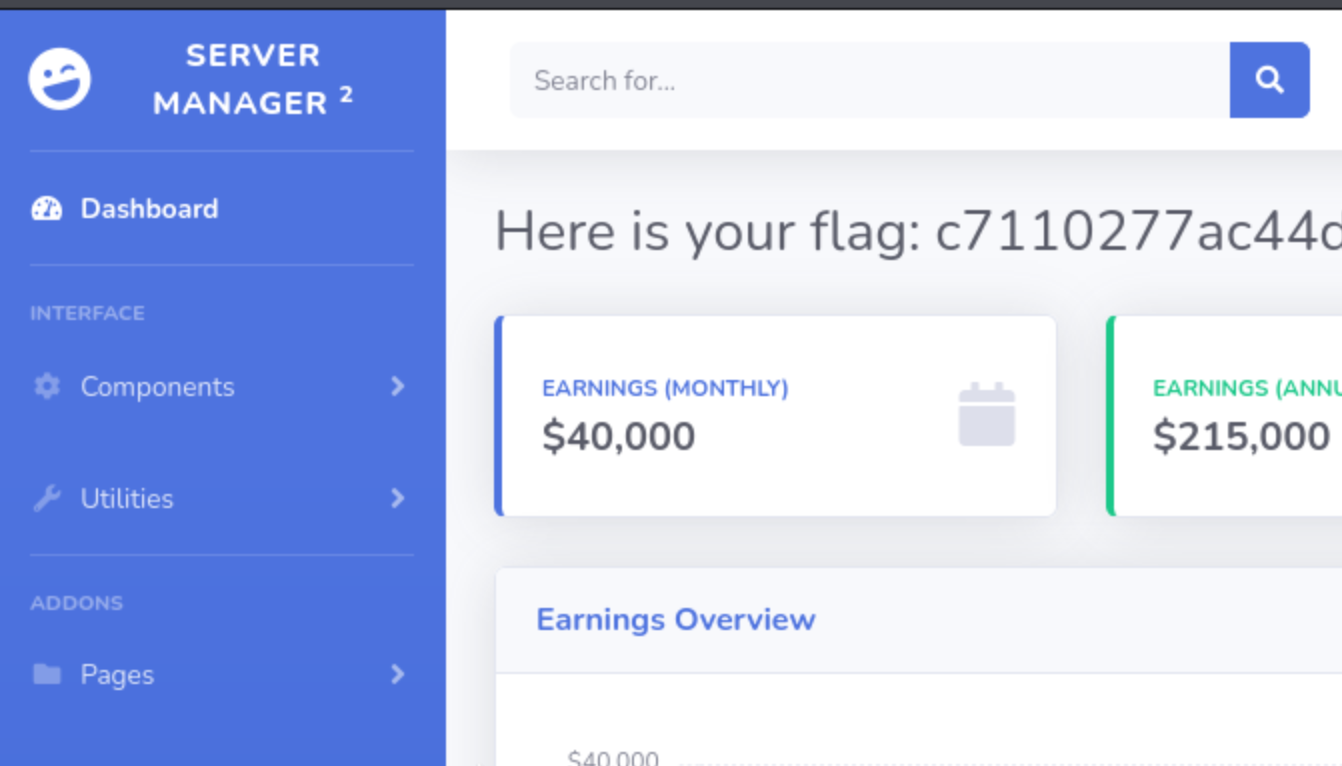 SERVER
MANAGER 2
Search for...
Dashboard
Here is your flag: c7110277ac44d
INTERFACE
Components
EARNINGS (MONTHLY)
$40,000
EARNINGS (ANNU
$215,000
Utilities
ADDONS
Earnings Overview
Pages
$40,000